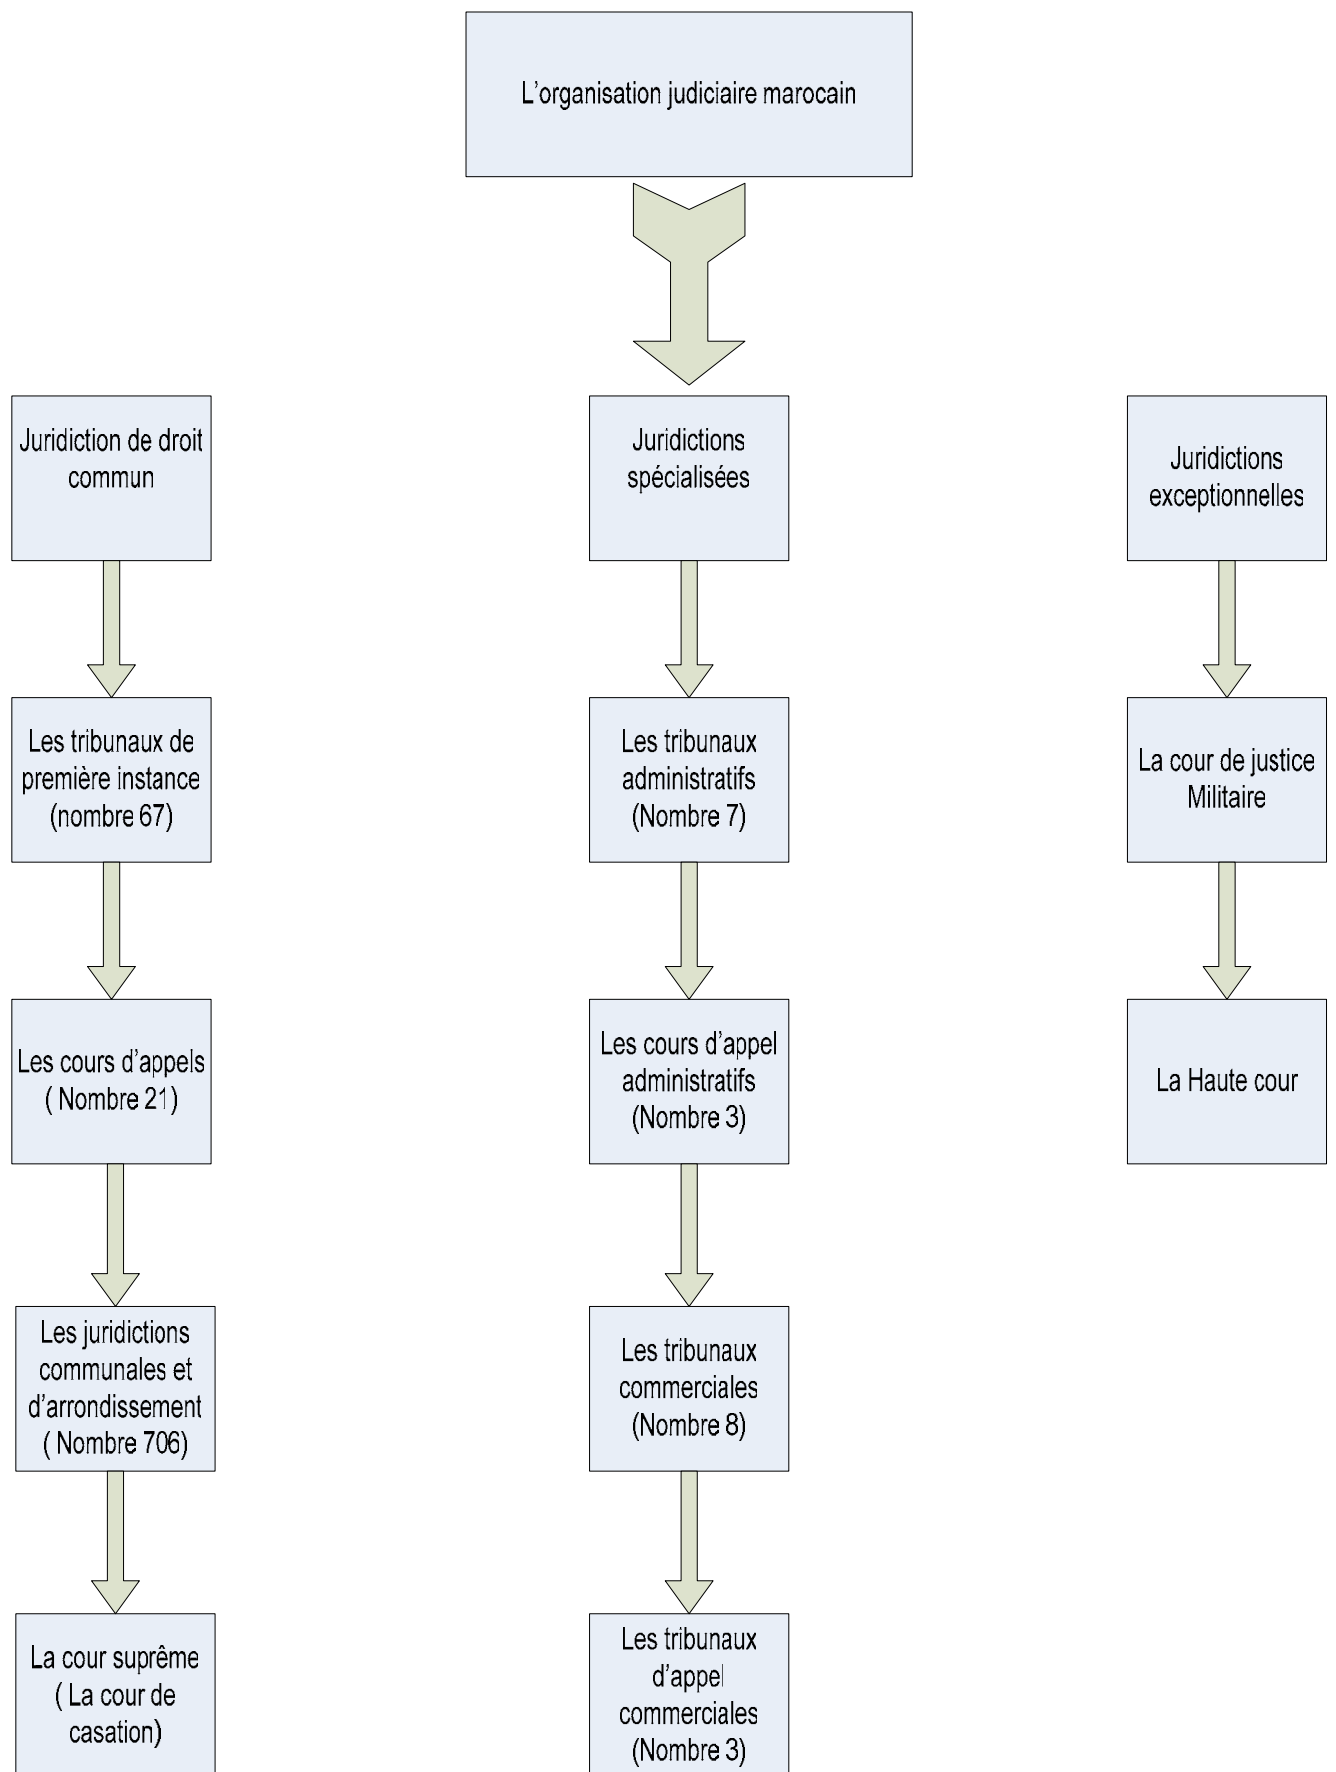 L'organisation judiciaire marocain
Juridiction de droit
commun
Juridictions
spécialisées
Juridictions
exceptionnelles
Les tribunaux de
première instance
(nombre 67)
Les tribunaux
administratifs
(Nombre 7)
La cour de justice
Militaire
Les cours d'appels
( Nombre 21)
Les cours d'appel
administratifs
(Nombre 3)
La Haute cour
Les juridictions
communales et
d'arrondissement
( Nombre 706)
Les tribunaux
commerciales
(Nombre 8)
La cour suprême
( La cour de
casation)
Les tribunaux
d'appel
commerciales
(Nombre 3)